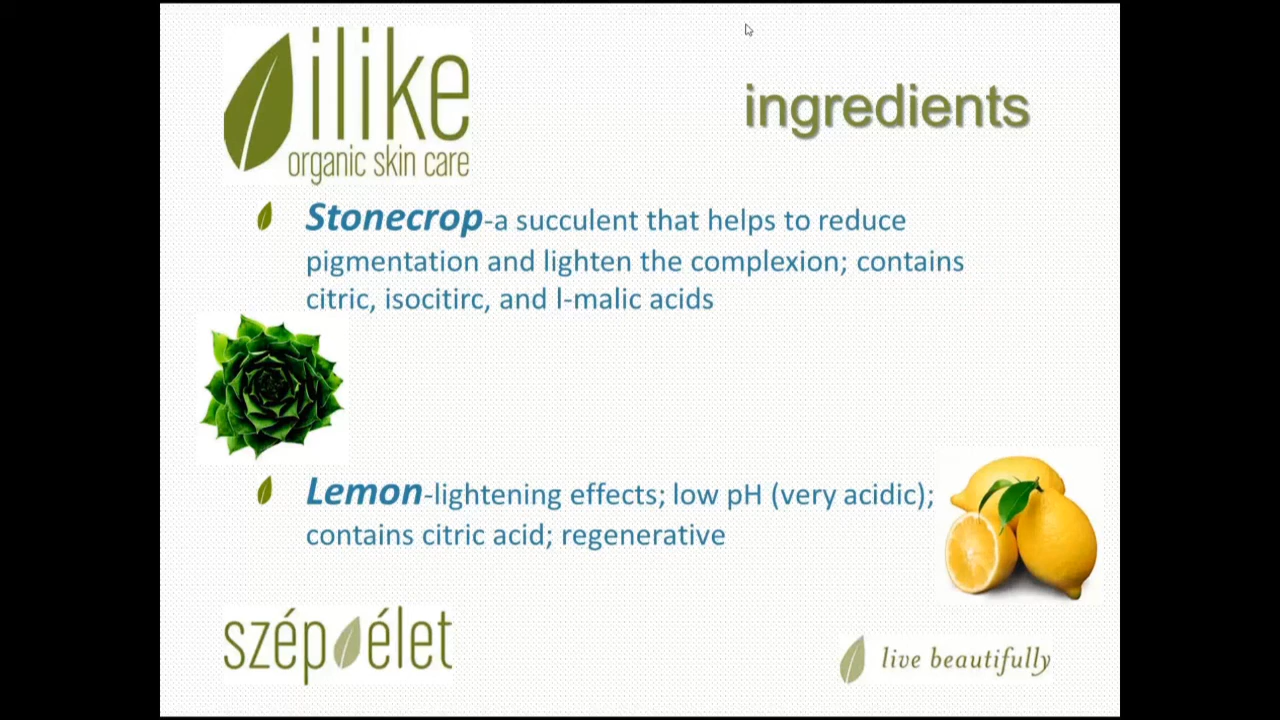 ilike
organic skin care
ingredients
Stonecrop-a succulent that helps to reduce
pigmentation and lighten the complexion; contains
citric, isocitirc, and l-malic acids
Lemon-lightening effects; low pH (very acidic);
contains citric acid; regenerative
szép élet
live beautifully